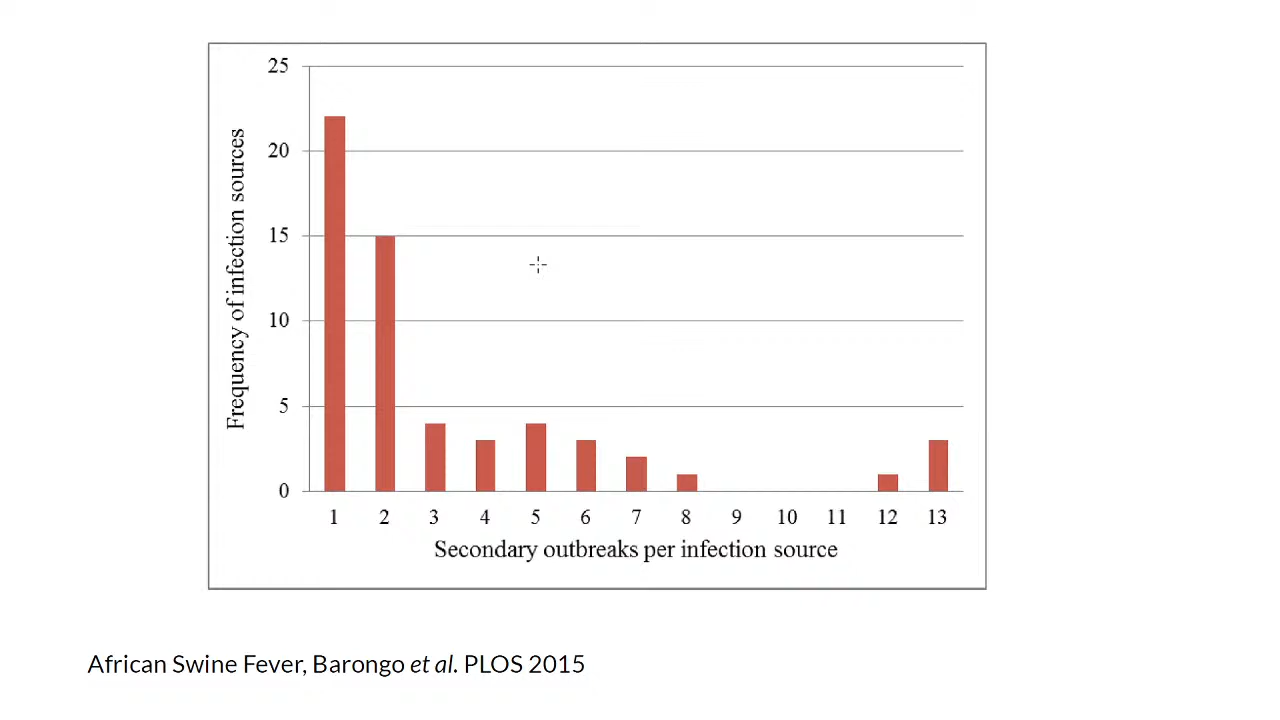 25
20
15
10
5
0
Frequency of infection sources
1 2 3 4 5 6 7 8 9 10 11 12 13
Secondary outbreaks per infection source
African Swine Fever, Barongo et al. PLOS 2015